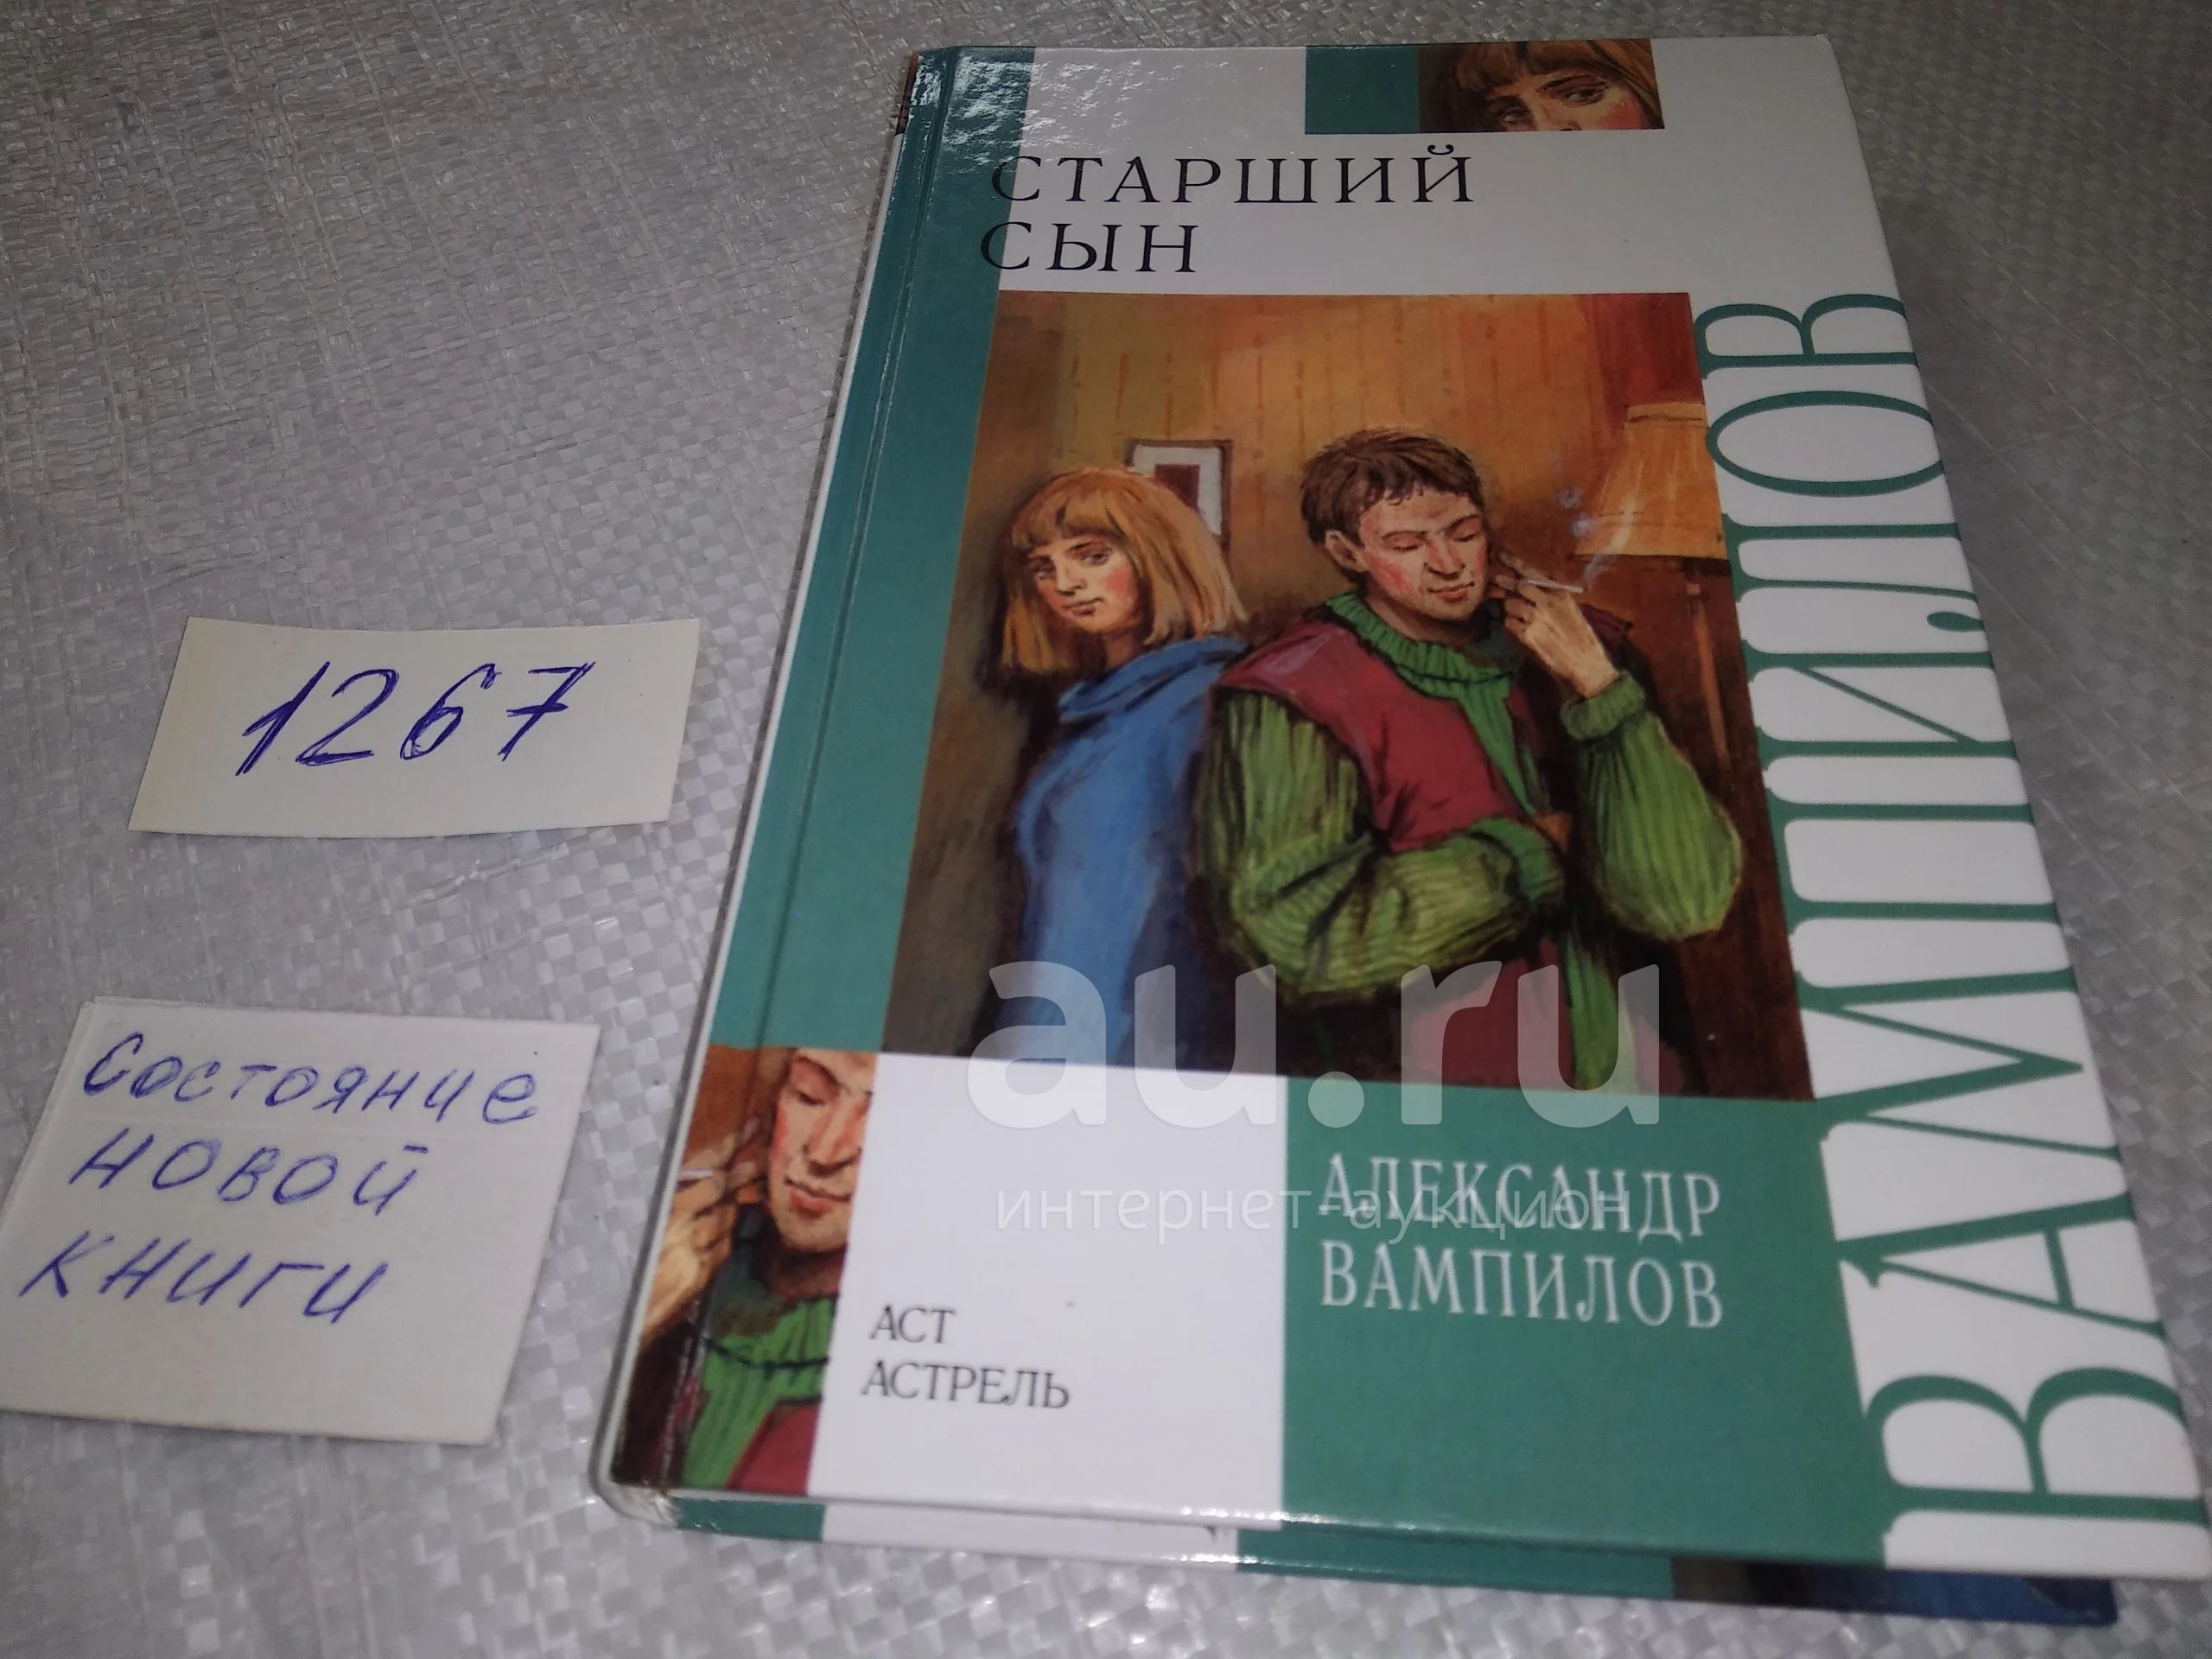 СТАРШИЙ
СЫН
ВАМПИЛОВ
1267
Состояние
новой
книги
au.ru
интернет-аукцион
АЛЕКСАНДР
ВАМПИЛОВ
АСТ
АСТРЕЛЬ